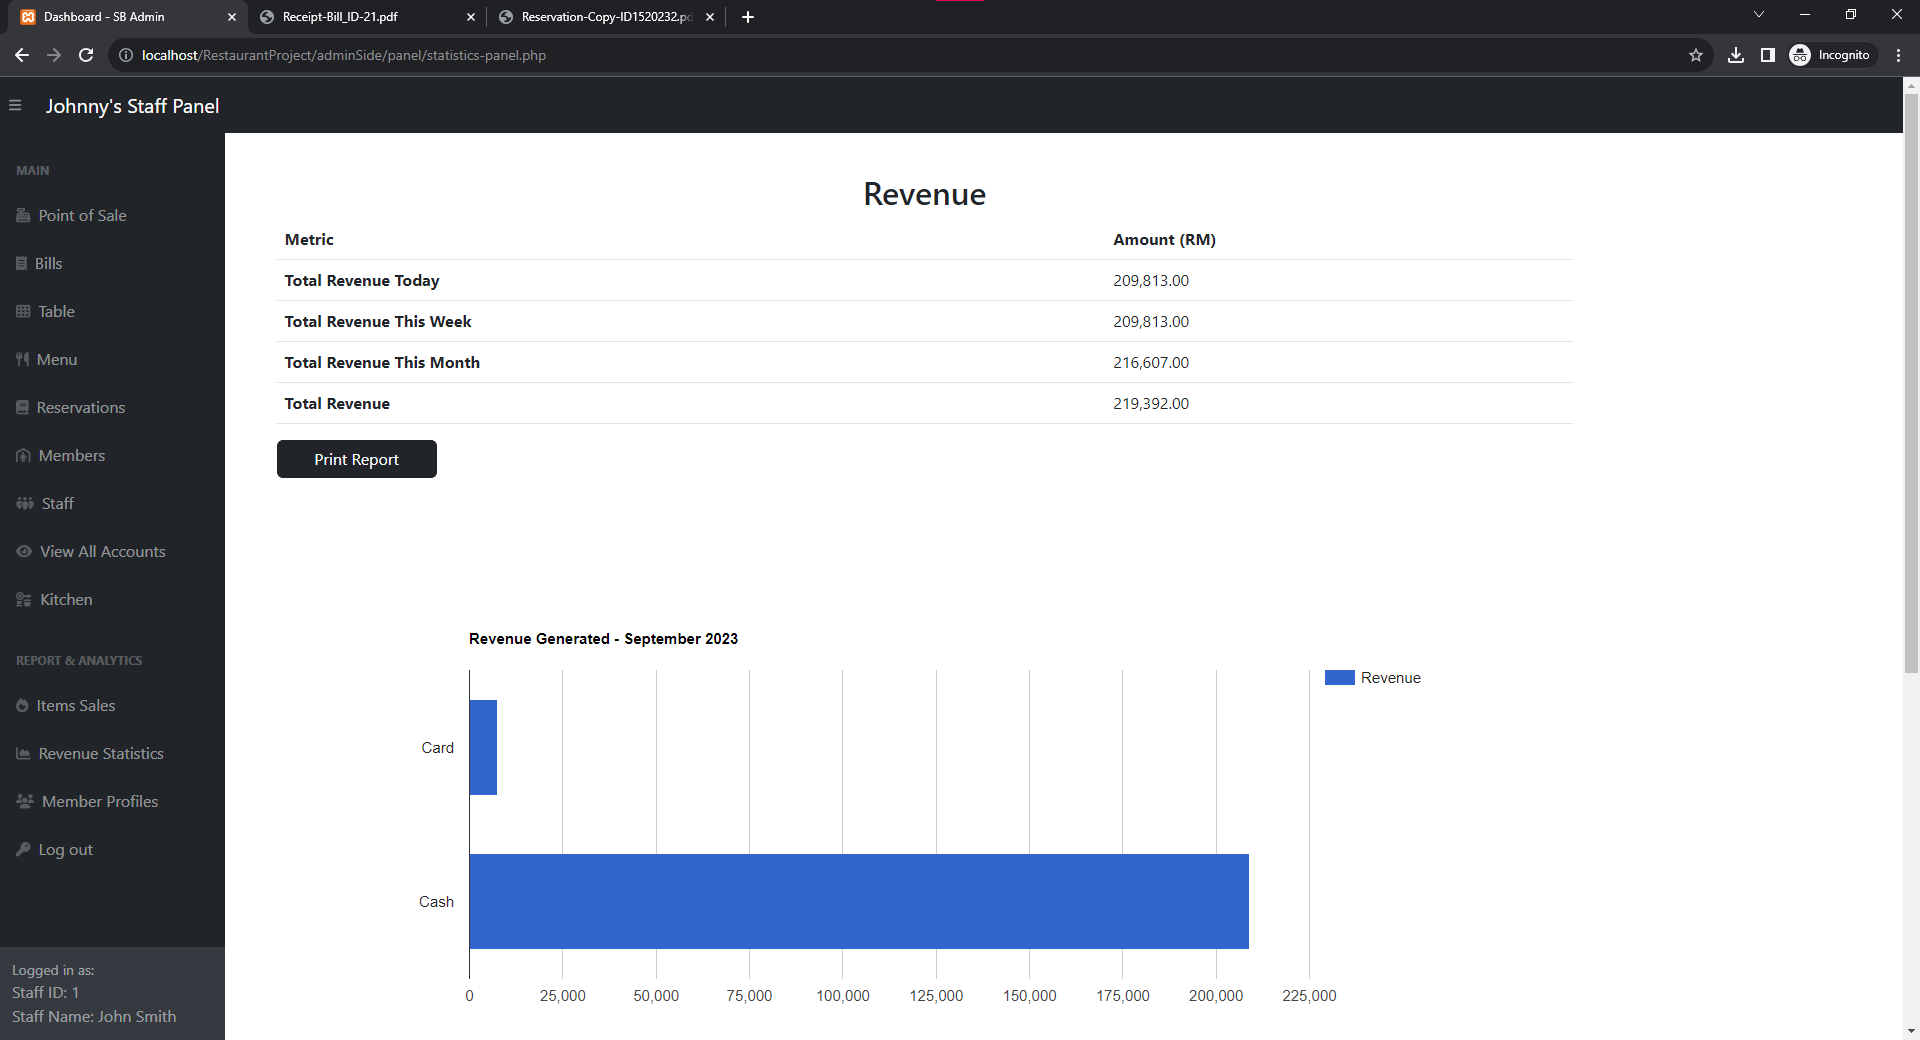 Dashboard - SB Admin
Receipt-Bill_ID-21.pdf
Reservation-Copy-ID1520232.pd
localhost/RestaurantProject/adminSide/panel/statistics-panel.php
Incognito
Johnny's Staff Panel
MAIN
Point of Sale
Bills
Table
Menu
Reservations
Members
Staff
View All Accounts
Kitchen
REPORT & ANALYTICS
Items Sales
Revenue Statistics
Member Profiles
Log out
Logged in as:
Staff ID: 1
Staff Name: John Smith
Revenue
Metric Amount (RM)
Total Revenue Today 209,813.00
Total Revenue This Week 209,813.00
Total Revenue This Month 216,607.00
Total Revenue 219,392.00
Print Report
Revenue Generated - September 2023
Revenue
Card
Cash
0 25,000 50,000 75,000 100,000 125,000 150,000 175,000 200,000 225,000